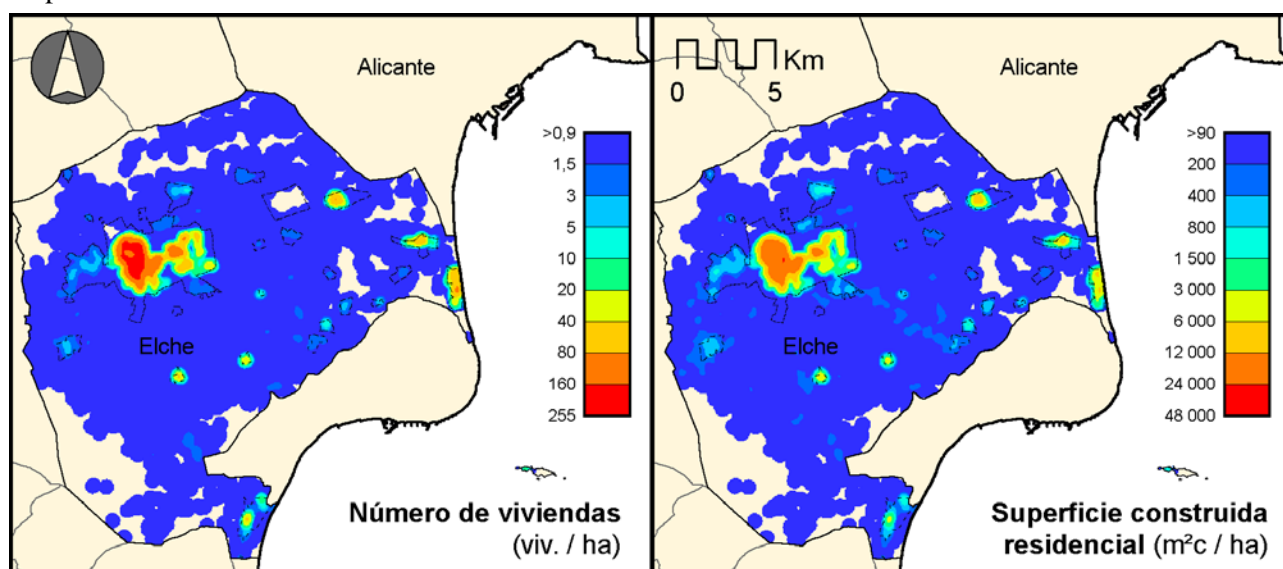 Alicante
>0,9
1,5
3
5
10
20
40
80
160
255
Elche
Número de viviendas
(viv. / ha)
Km
0 5
Alicante
>90
200
400
800
1 500
3 000
6 000
12 000
24 000
48 000
Elche
Superficie construida
residencial (m²c / ha)